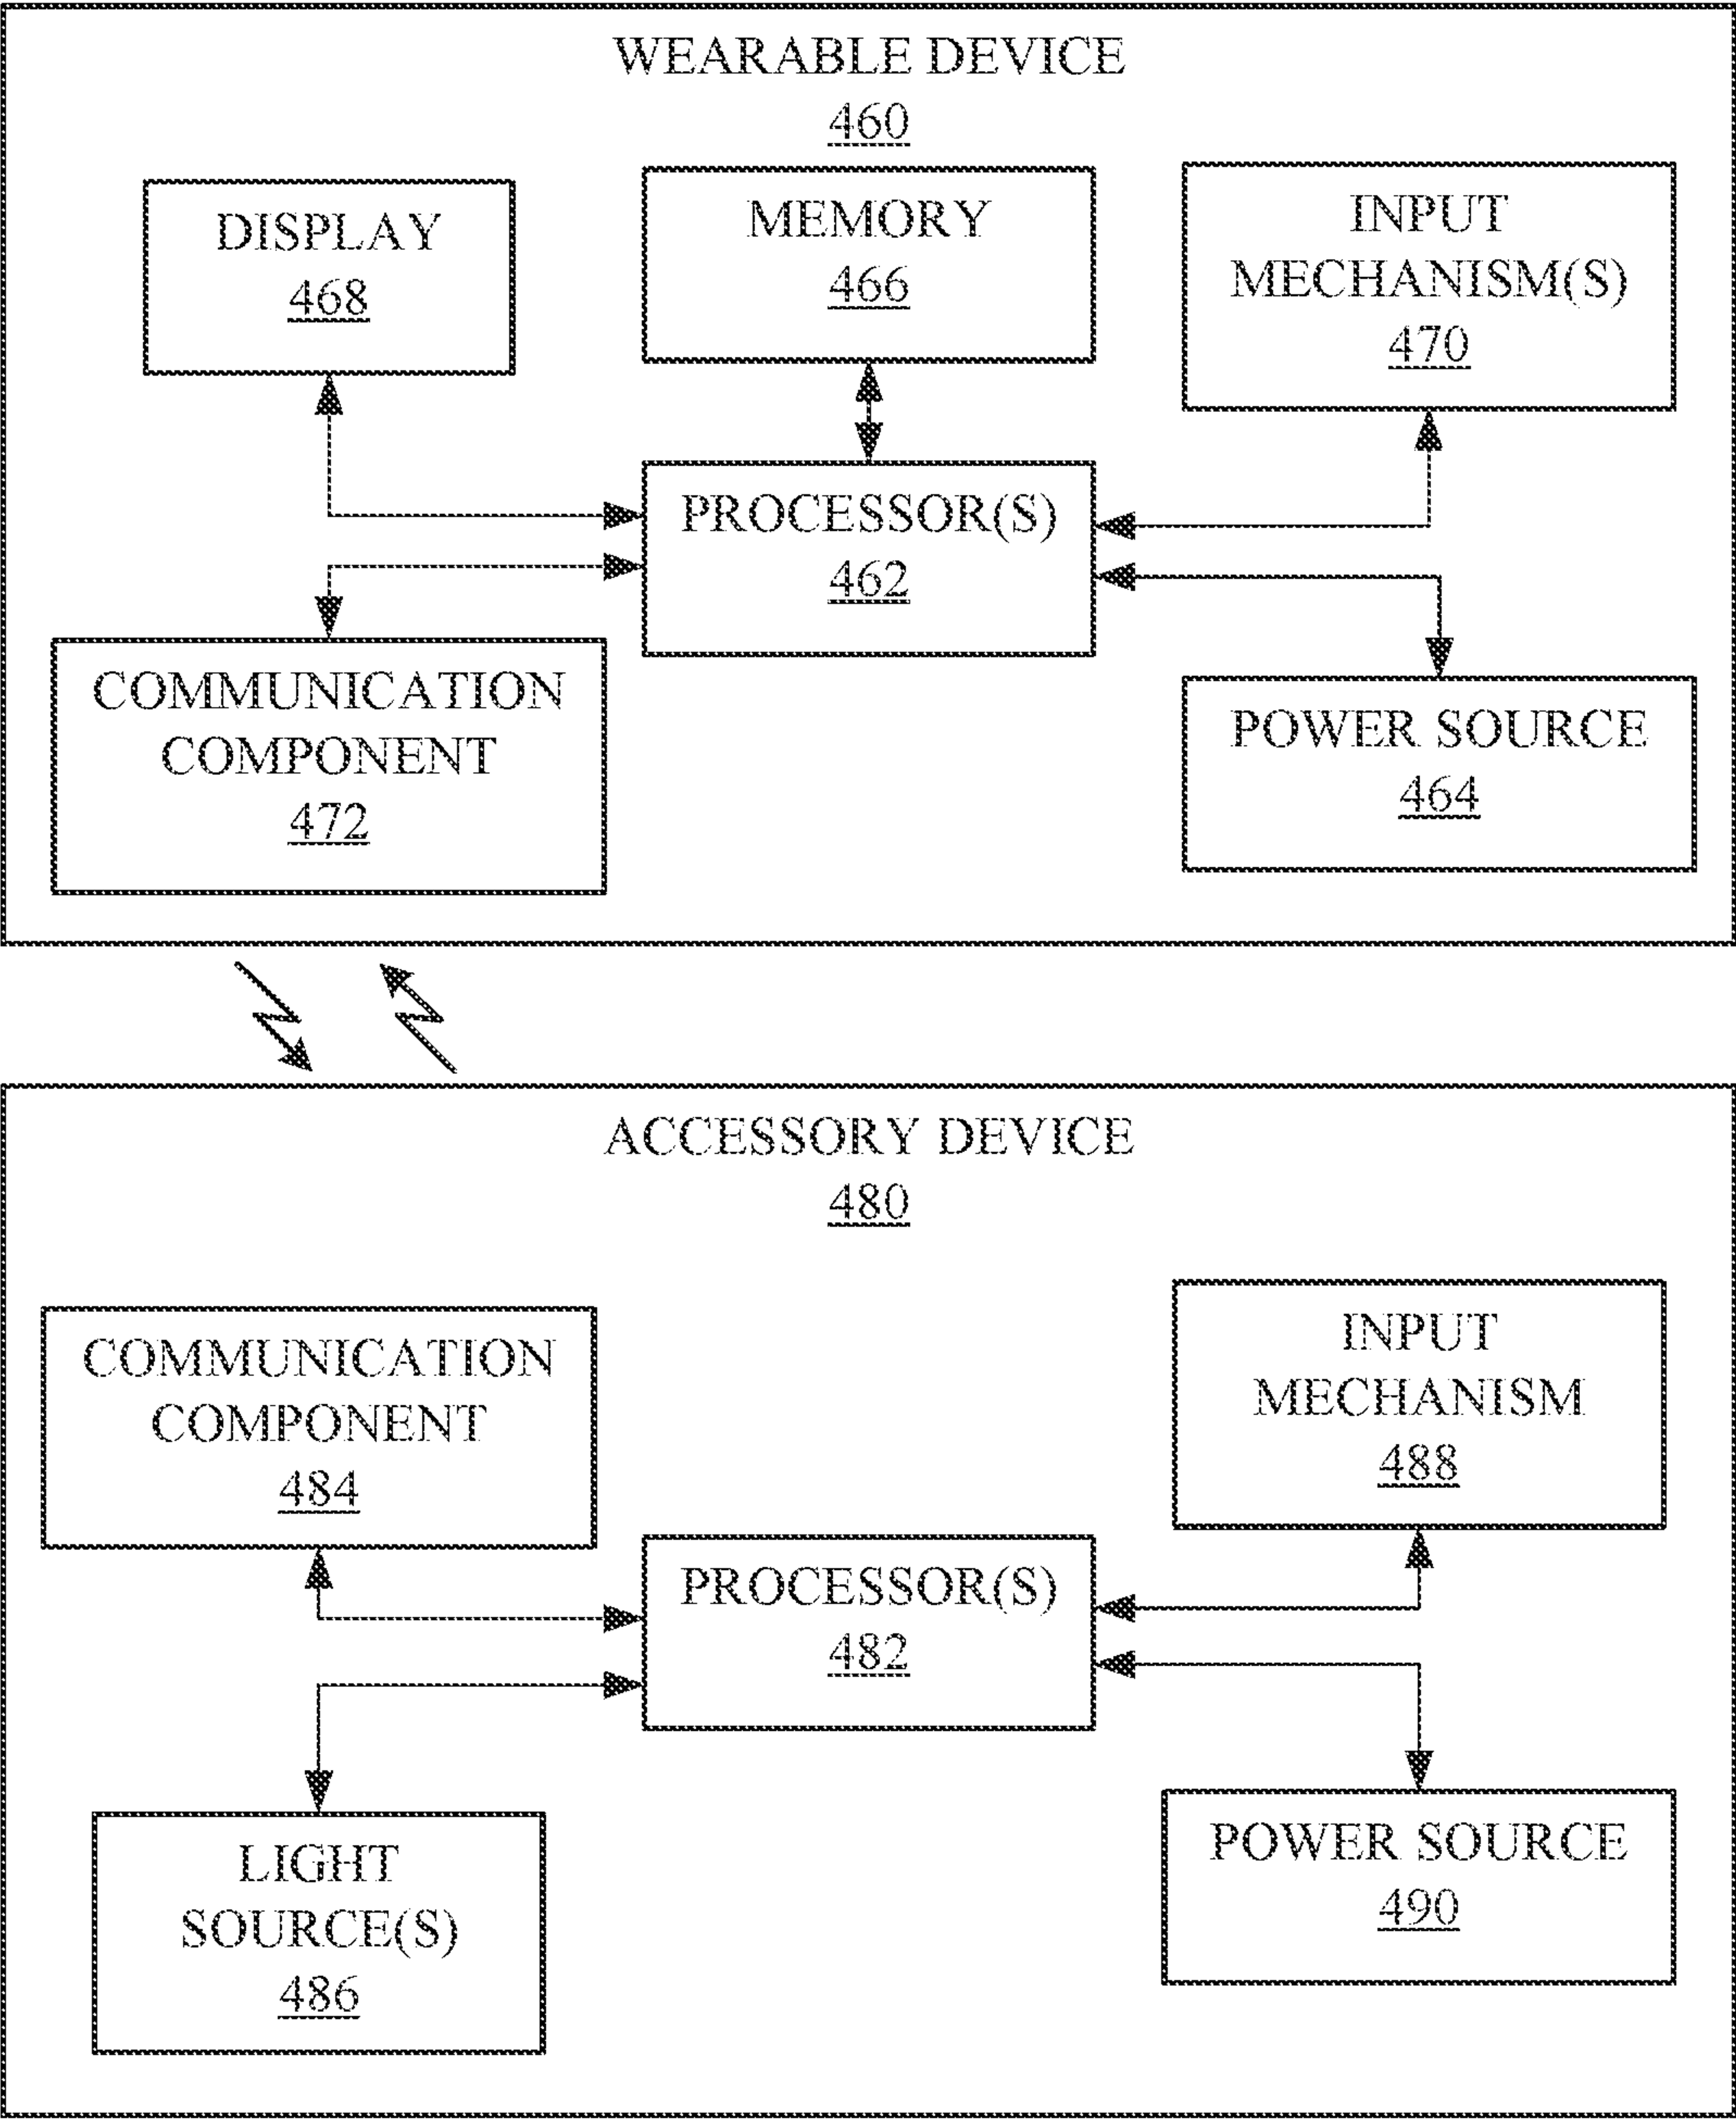 WEARABLE DEVICE
460
DISPLAY
468
MEMORY
466
INPUT
MECHANISM(S)
470
PROCESSOR(S)
462
COMMUNICATION
COMPONENT
472
POWER SOURCE
464
ACCESSORY DEVICE
480
COMMUNICATION
COMPONENT
484
INPUT
MECHANISM
488
PROCESSOR(S)
482
LIGHT
SOURCE(S)
486
POWER SOURCE
490